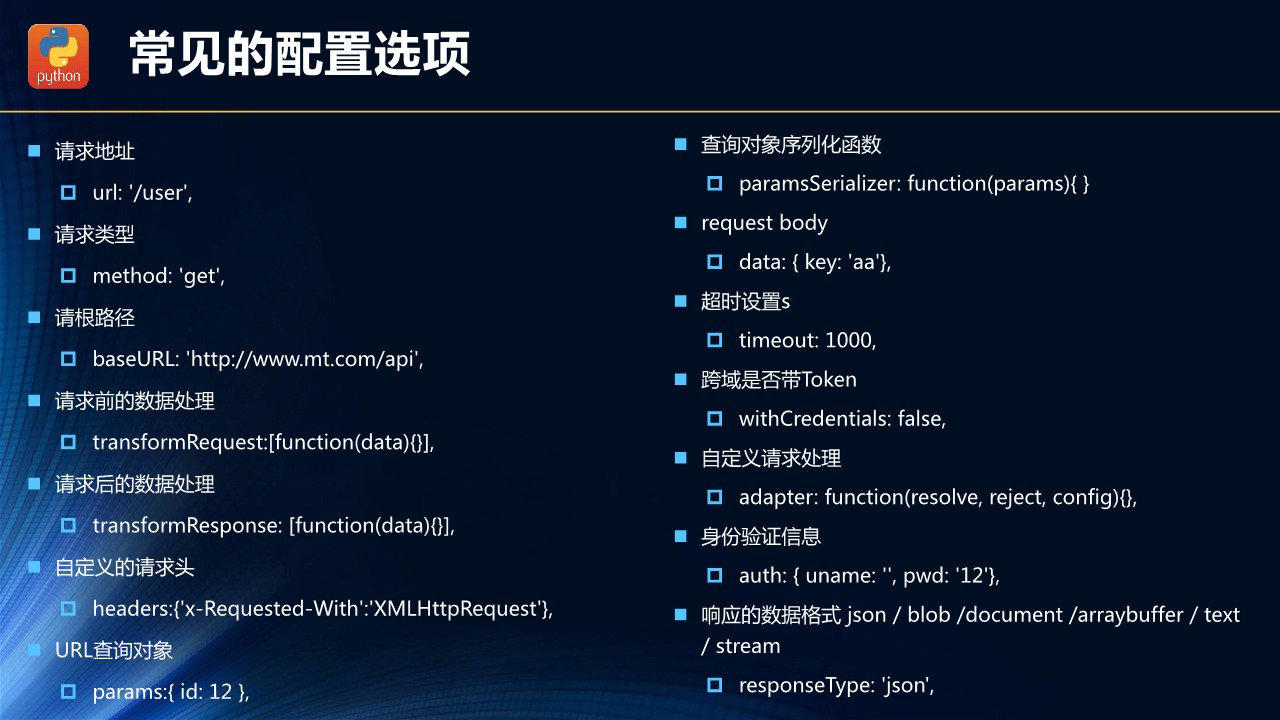 python
常见的配置选项
请求地址
url: '/user',
请求类型
method: 'get',
请根路径
baseURL: 'http://www.mt.com/api',
请求前的数据处理
transformRequest:[function(data){}],
请求后的数据处理
transformResponse: [function(data){}],
自定义的请求头
headers:{'x-Requested-With':'XMLHttpRequest'},
URL查询对象
params:{ id: 12 },
查询对象序列化函数
paramsSerializer: function(params){ }
request body
data: { key: 'aa'},
超时设置s
timeout: 1000,
跨域是否带Token
withCredentials: false,
自定义请求处理
adapter: function(resolve, reject, config){},
身份验证信息
auth: { uname: '', pwd: '12'},
响应的数据格式 json / blob /document /arraybuffer / text
/ stream
responseType: 'json',